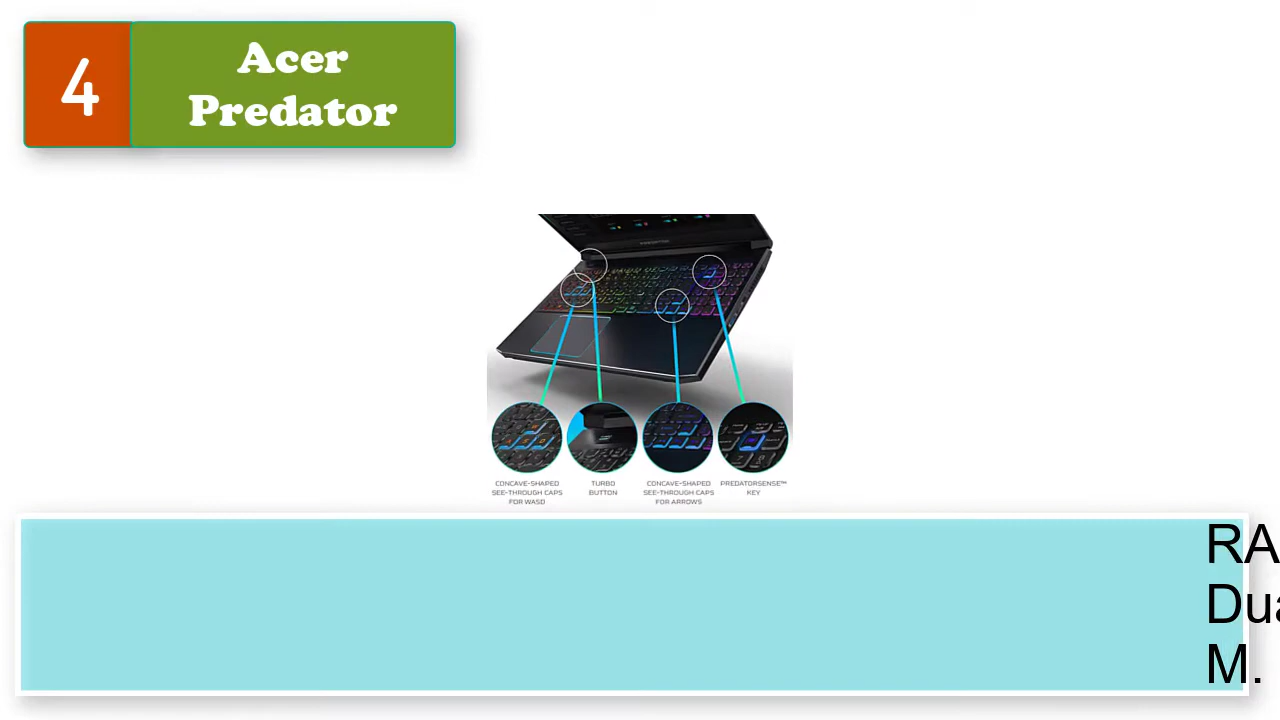 4
Acer
Predator
CONCAVE-SHAPED
SEE-THROUGH CAPS
FOR WASD
TURBO
BUTTON
CONCAVE-SHAPED
SEE-THROUGH CAPS
FOR ARROWS
PREDATORSENSE™
KEY
RA
Dua
M.